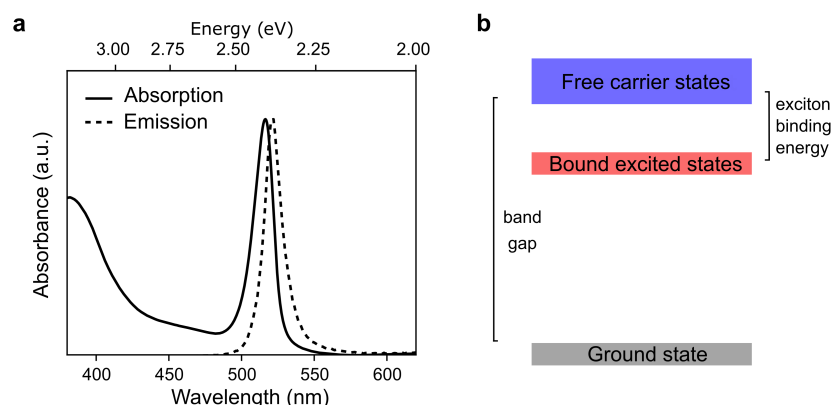 a
Energy (eV)
3.00 2.75 2.50 2.25 2.00
Absorption
Emission
Absorbance (a.u.)
400 450 500 550 600
Wavelength (nm)
b
Free carrier states
exciton
binding
energy
Bound excited states
band
gap
Ground state